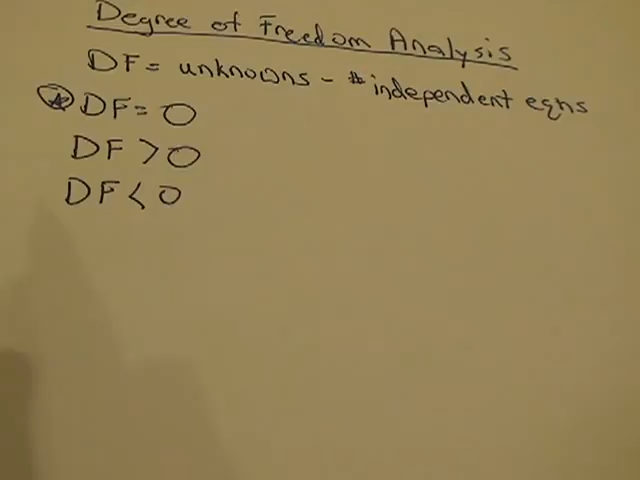 Degree of Freedom Analysis
DF = unknowns - # independent eqns
DF = 0
DF > 0
DF < 0